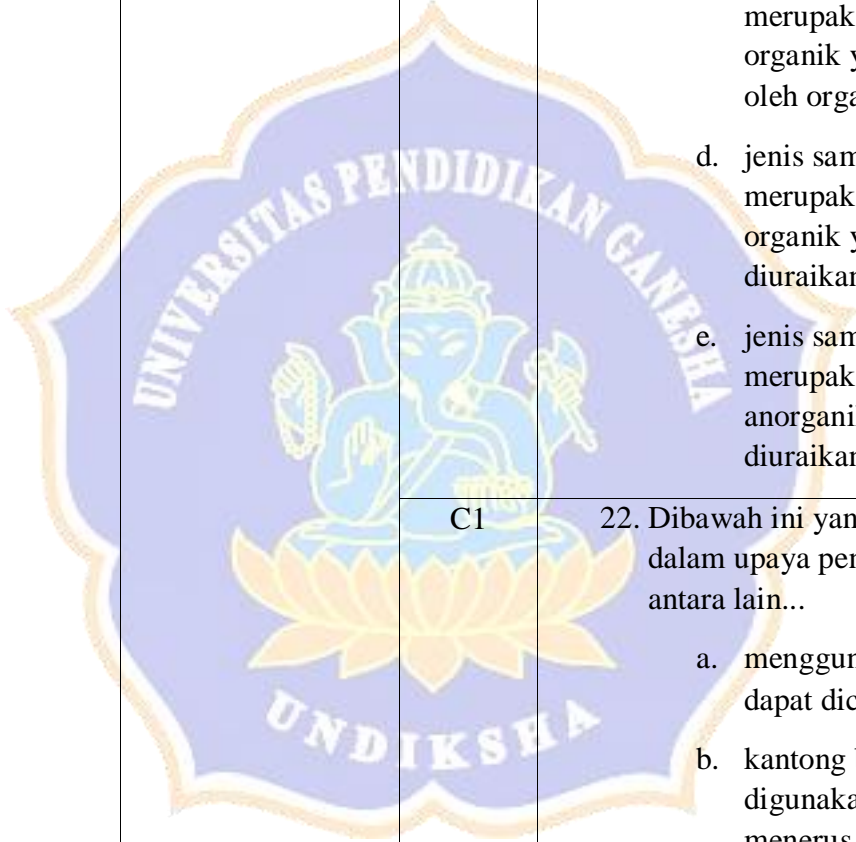 merupak
organik y
oleh orga
d. jenis sam
merupak
organik y
diuraikan
e. jenis sam
merupak
anorganik
diuraikan
C1
22. Dibawah ini yan
dalam upaya pen
antara lain...
a. menggun
dapat dic
b. kantong
digunaka
menerus
UNIVERSITAS PENDIDIKAN GANESHA
UNDIKSHA